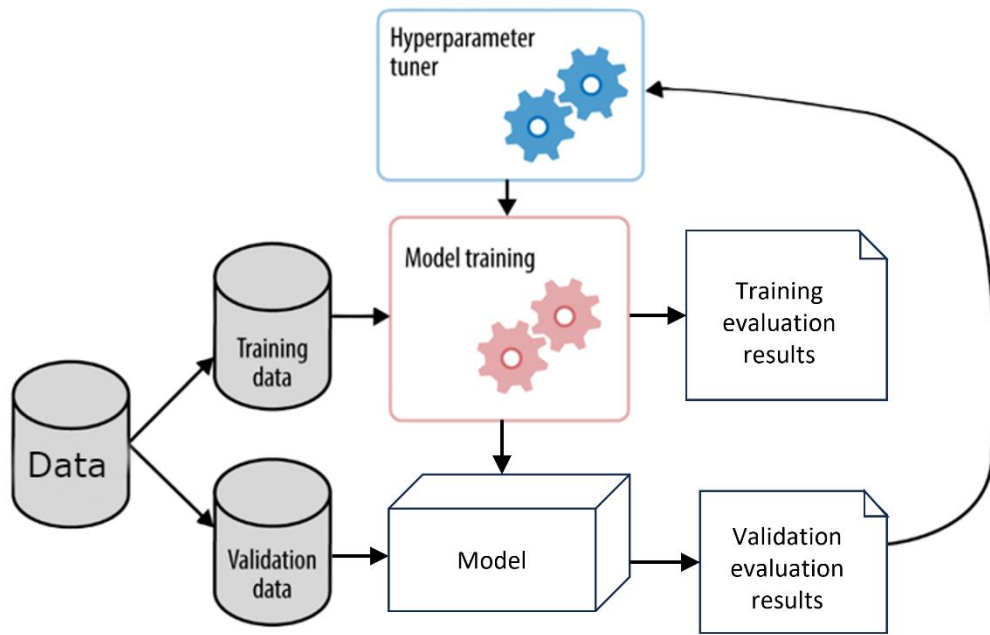 Hyperparameter
tuner
Model training
Training
evaluation
results
Training
data
Data
Validation
data
Model
Validation
evaluation
results